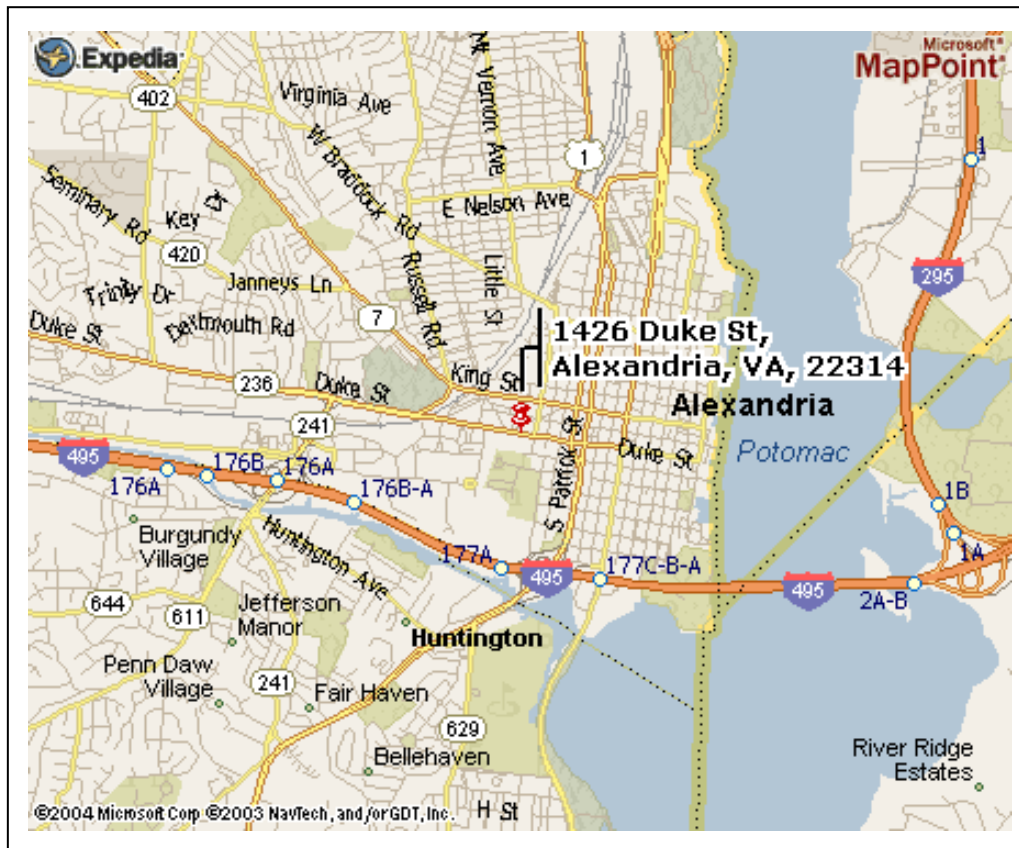 Expedia
Microsoft®
MapPoint®
402
Virginia Ave
Mt Vernon Ave
W Braddock Rd
1
1
E Nelson Ave
Seminary Rd
Key Dr
420
Janneys Ln
Russell Rd
Little St
295
Trinity Dr
Duke St
Dartmouth Rd
7
1426 Duke St,
Alexandria, VA, 22314
King St
236
Duke St
Alexandria
241
Duke St
Potomac
495
176B
176A
176A
176B-A
S Patrick St
1B
Burgundy
Village
Huntington Ave
177A
495
177C-B-A
1A
495
2A-B
644
611
Jefferson
Manor
Huntington
Penn Daw
Village
241
Fair Haven
629
Bellehaven
River Ridge
Estates
©2004 Microsoft Corp ©2003 NavTech, and/or GDT, Inc.
H St